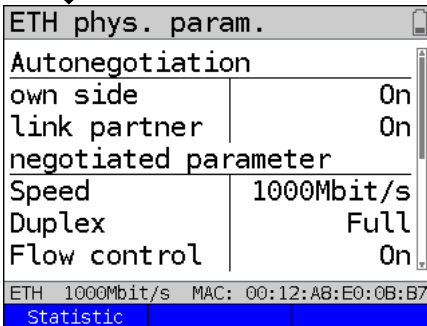 ETH phys. param.
Autonegotiation
own side On
link partner On
negotiated parameter
Speed 1000Mbit/s
Duplex Full
Flow control On
ETH 1000Mbit/s MAC: 00:12:A8:E0:0B:B7
Statistic